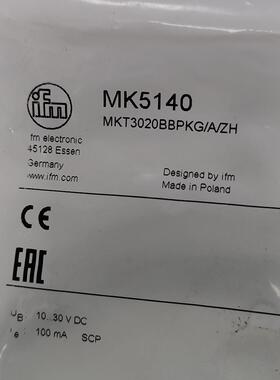 ifm
MK5140
MKT3020BBPKG/A/ZH
ifm electronic
45128 Essen
Germany
www.ifm.com
Designed by ifm
Made in Poland
CE
EAC
UB: 10...30 V DC
Ie: 100 mA SCP